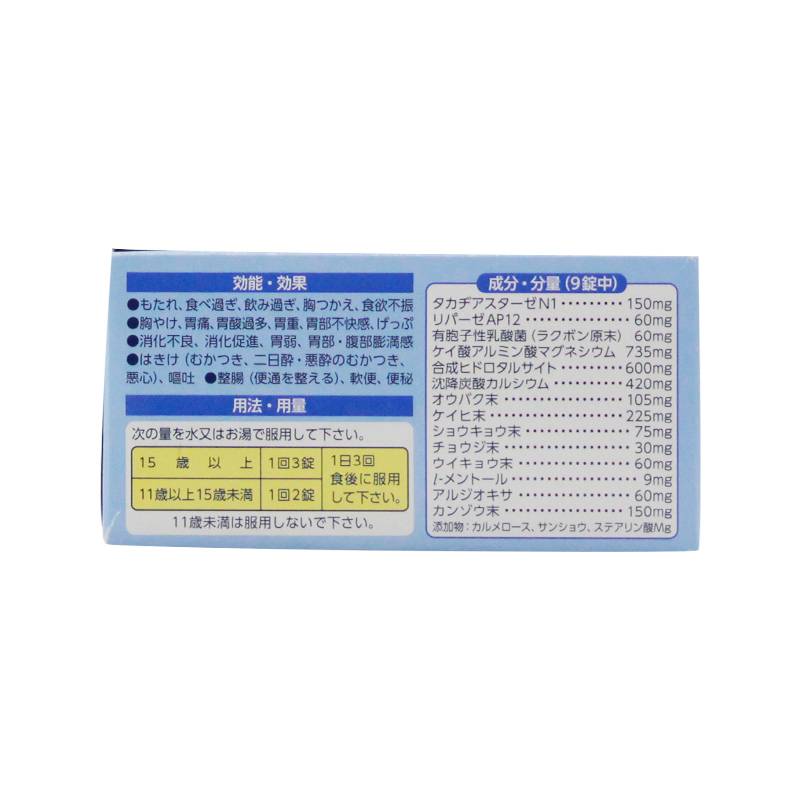 効能・効果
●もたれ、食べ過ぎ、飲み過ぎ、胸つかえ、食欲不振
●胸やけ、胃痛、胃酸過多、胃重、胃部不快感、げっぷ
●消化不良、消化促進、胃弱、胃部・腹部膨満感
●はきけ（むかつき、二日酔・悪酔のむかつき、
悪心）、嘔吐 ●整腸（便通を整える）、軟便、便秘
用法・用量
次の量を水又はお湯で服用して下さい。
15歳以上 1回3錠 1日3回
食後に服用
して下さい。
11歳以上15歳未満 1回2錠
11歳未満は服用しないで下さい。
成分・分量（9錠中）
タカヂアスターゼN1 ‥‥‥‥ 150mg
リパーゼAP12 ‥‥‥‥‥‥ 60mg
有胞子性乳酸菌（ラクボン原末） 60mg
ケイ酸アルミン酸マグネシウム 735mg
合成ヒドロタルサイト ‥‥‥‥ 600mg
沈降炭酸カルシウム ‥‥‥‥‥ 420mg
オウバク末 ‥‥‥‥‥‥‥‥ 105mg
ケイヒ末 ‥‥‥‥‥‥‥‥‥ 225mg
ショウキョウ末 ‥‥‥‥‥‥‥ 75mg
チョウジ末 ‥‥‥‥‥‥‥‥‥ 30mg
ウイキョウ末 ‥‥‥‥‥‥‥‥ 60mg
l-メントール ‥‥‥‥‥‥‥‥ 9mg
アルジオキサ ‥‥‥‥‥‥‥‥ 60mg
カンゾウ末 ‥‥‥‥‥‥‥‥ 150mg
添加物：カルメロース、サンショウ、ステアリン酸Mg